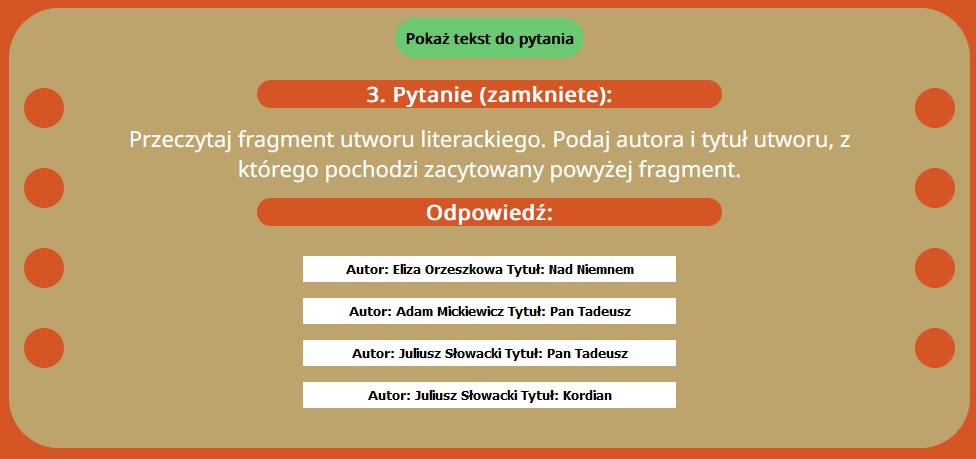 Pokaż tekst do pytania
3. Pytanie (zamkniete):
Przeczytaj fragment utworu literackiego. Podaj autora i tytuł utworu, z
którego pochodzi zacytowany powyżej fragment.
Odpowiedź:
Autor: Eliza Orzeszkowa Tytuł: Nad Niemnem
Autor: Adam Mickiewicz Tytuł: Pan Tadeusz
Autor: Juliusz Słowacki Tytuł: Pan Tadeusz
Autor: Juliusz Słowacki Tytuł: Kordian